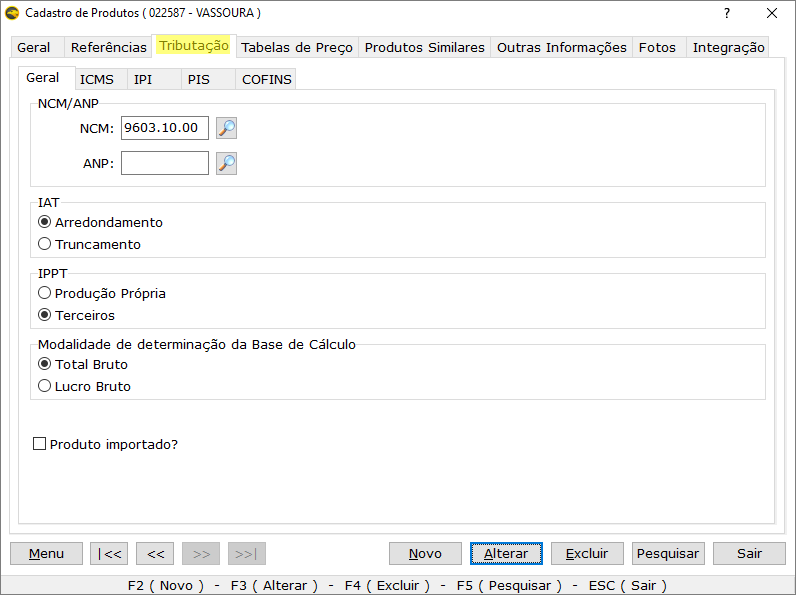 Cadastro de Produtos ( 022587 - VASSOURA )
?
Geral Referências Tributação Tabelas de Preço Produtos Similares Outras Informações Fotos Integração
Geral ICMS IPI PIS COFINS
NCM/ANP
NCM: 9603.10.00
ANP:
IAT
Arredondamento
Truncamento
IPPT
Produção Própria
Terceiros
Modalidade de determinação da Base de Cálculo
Total Bruto
Lucro Bruto
Produto importado?
Menu |<< << >> >>| Novo Alterar Excluir Pesquisar Sair
F2 ( Novo ) - F3 ( Alterar ) - F4 ( Excluir ) - F5 ( Pesquisar ) - ESC ( Sair )